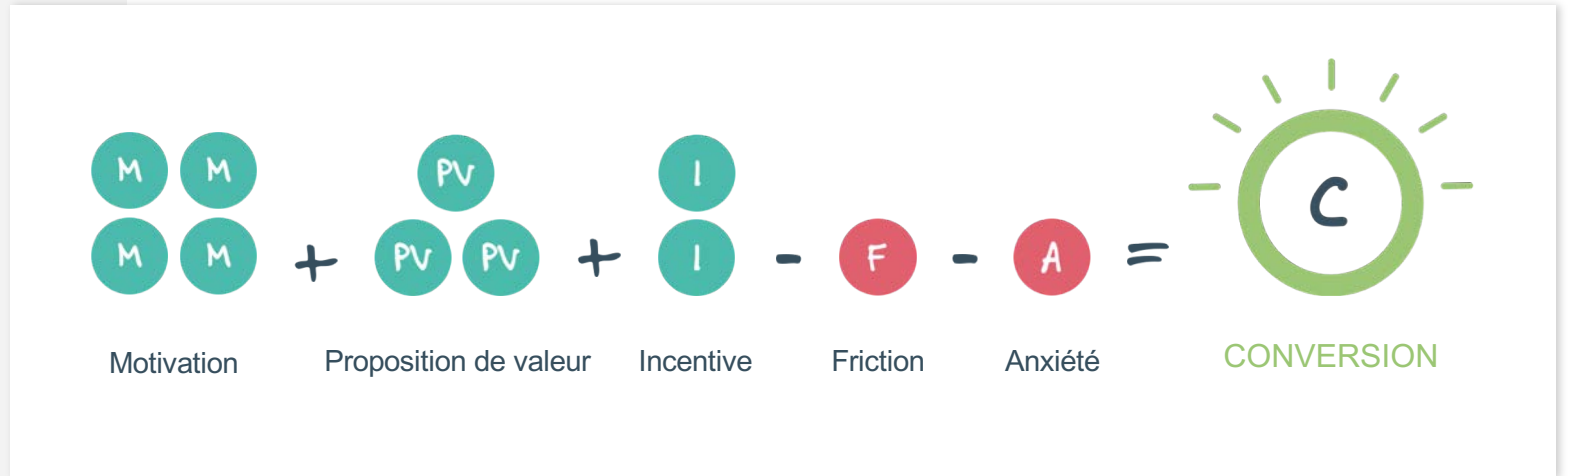 M M
PV
I
M M + PV PV + I - F - A = C
Motivation Proposition de valeur Incentive Friction Anxiété CONVERSION